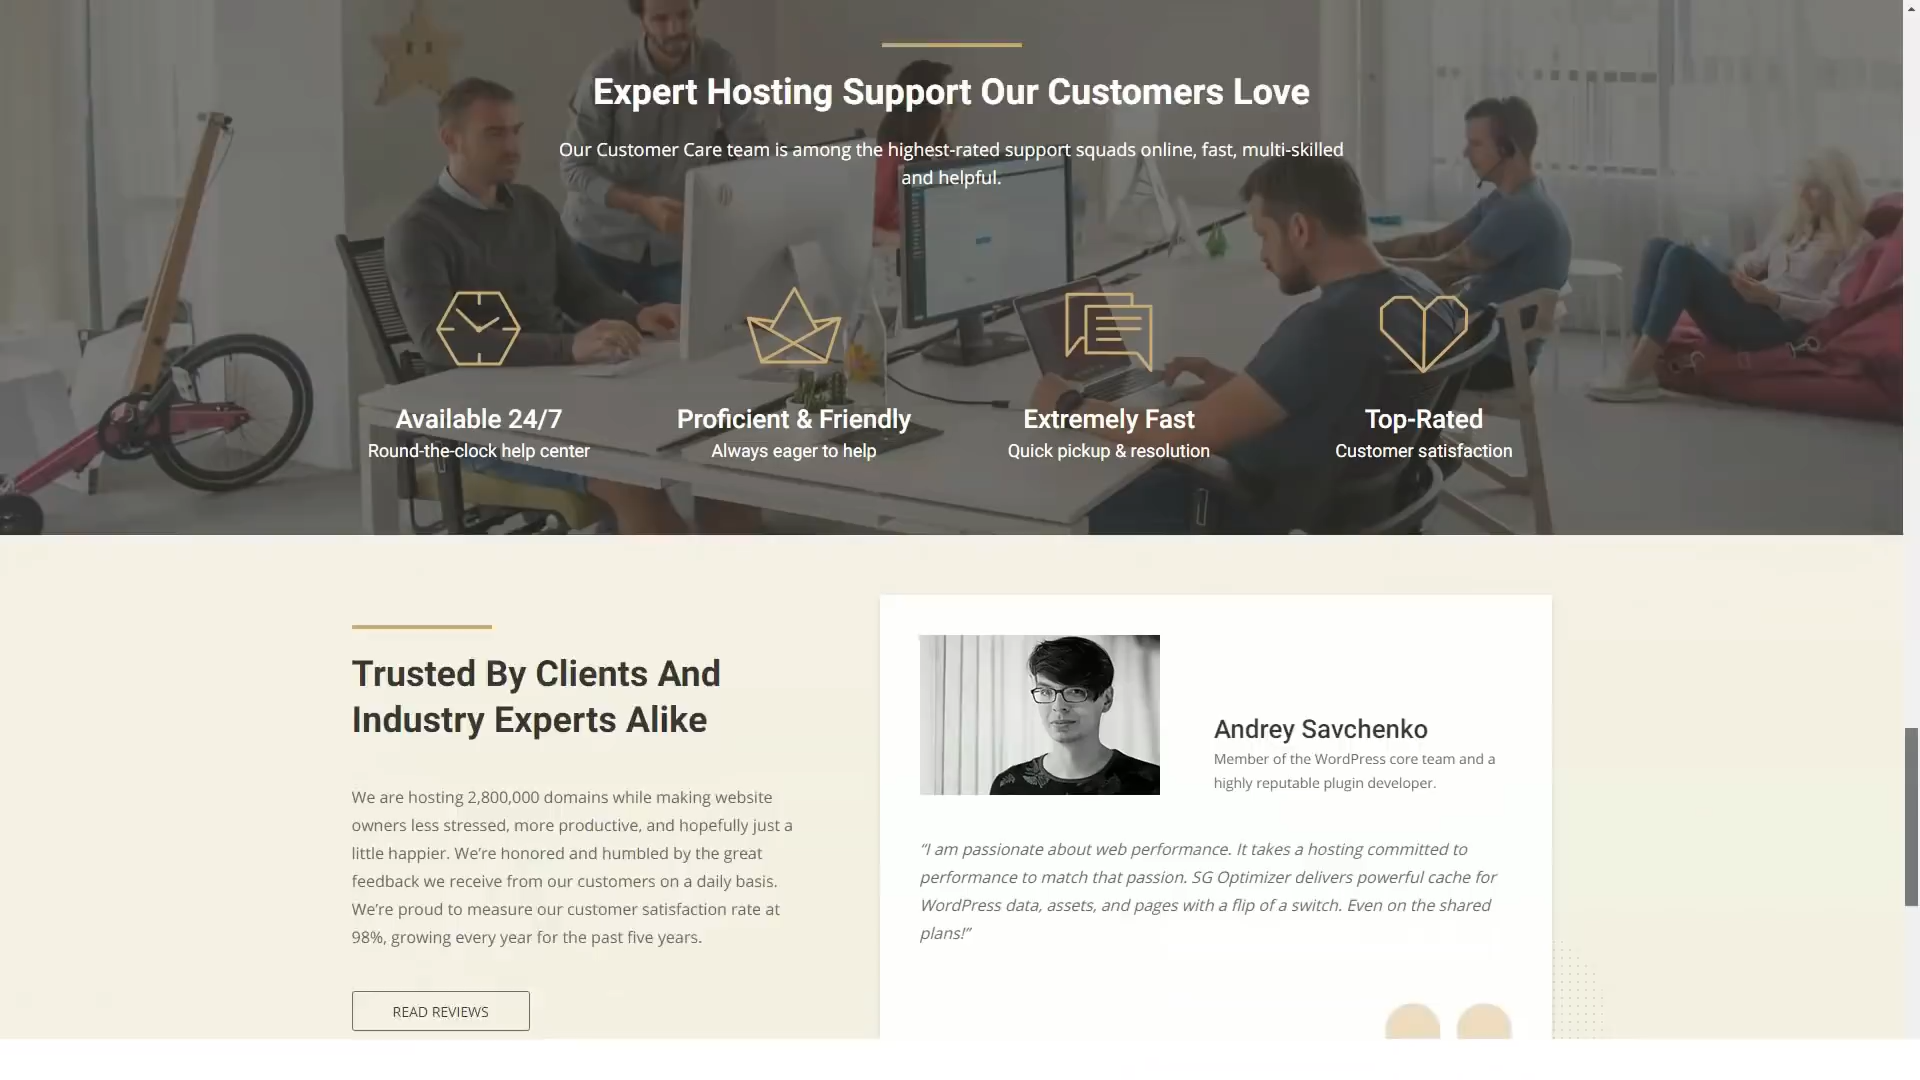 Expert Hosting Support Our Customers Love
Our Customer Care team is among the highest-rated support squads online, fast, multi-skilled
and helpful.
Available 24/7
Round-the-clock help center
Proficient & Friendly
Always eager to help
Extremely Fast
Quick pickup & resolution
Top-Rated
Customer satisfaction
Trusted By Clients And
Industry Experts Alike
We are hosting 2,800,000 domains while making website
owners less stressed, more productive, and hopefully just a
little happier. We’re honored and humbled by the great
feedback we receive from our customers on a daily basis.
We’re proud to measure our customer satisfaction rate at
98%, growing every year for the past five years.
READ REVIEWS
Andrey Savchenko
Member of the WordPress core team and a
highly reputable plugin developer.
“I am passionate about web performance. It takes a hosting committed to
performance to match that passion. SG Optimizer delivers powerful cache for
WordPress data, assets, and pages with a flip of a switch. Even on the shared
plans!”